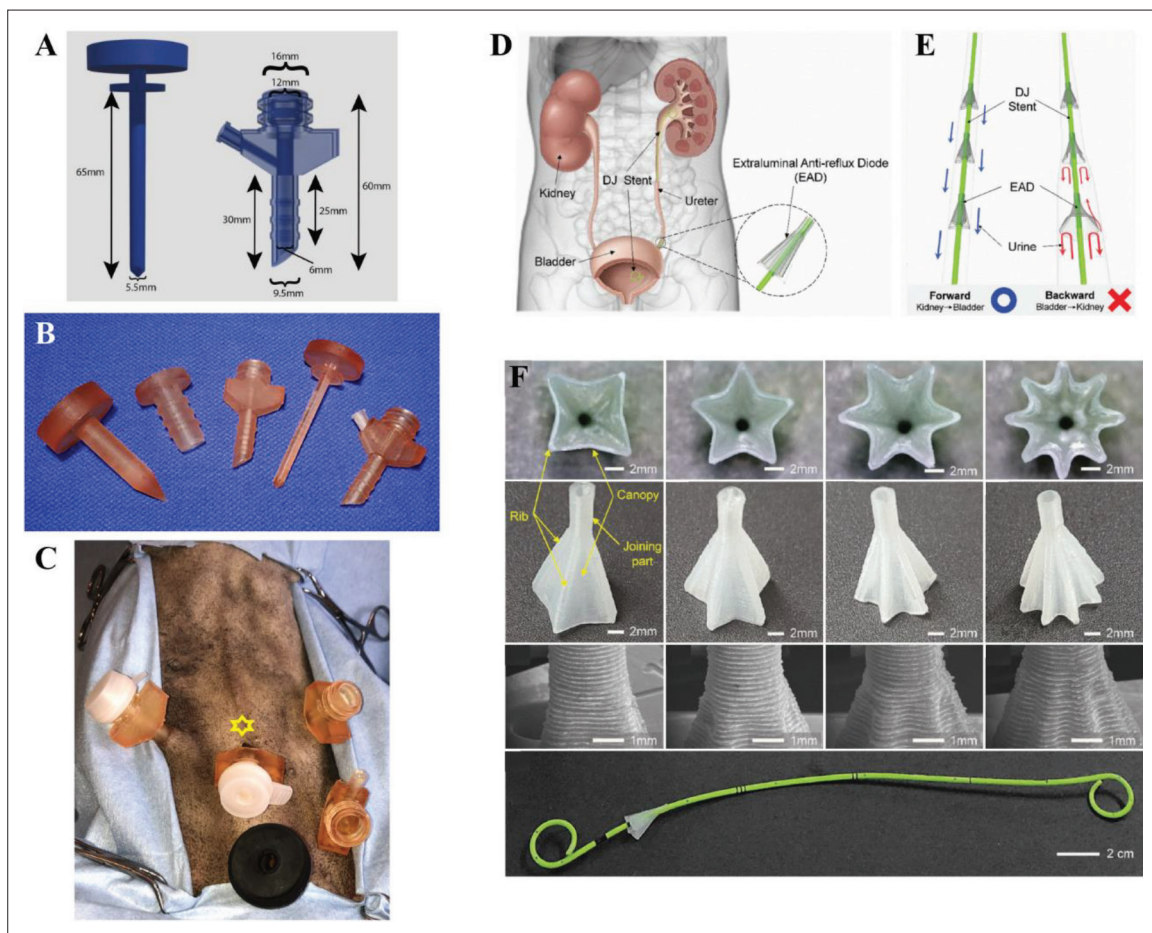 A
16mm
12mm
65mm
60mm
30mm
25mm
6mm
5.5mm
9.5mm
B
C
D
Kidney
DJ Stent
Ureter
Extraluminal Anti-reflux Diode
(EAD)
Bladder
E
DJ
Stent
EAD
Urine
Forward
Kidney→Bladder
Backward
Bladder→Kidney
F
2mm
2mm
2mm
2mm
Rib
Canopy
Joining
part
2mm
2mm
2mm
2mm
1mm
1mm
1mm
1mm
2 cm